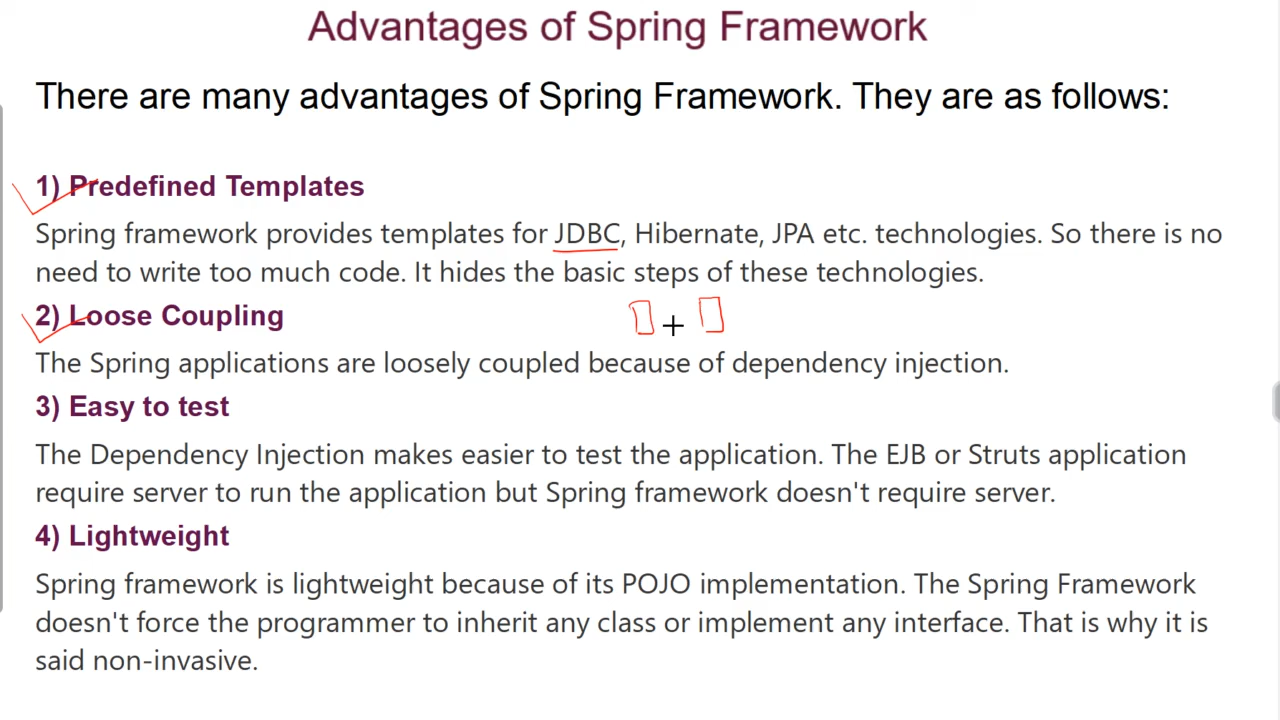 Advantages of Spring Framework
There are many advantages of Spring Framework. They are as follows:
1) Predefined Templates
Spring framework provides templates for JDBC, Hibernate, JPA etc. technologies. So there is no
need to write too much code. It hides the basic steps of these technologies.
2) Loose Coupling
The Spring applications are loosely coupled because of dependency injection.
3) Easy to test
The Dependency Injection makes easier to test the application. The EJB or Struts application
require server to run the application but Spring framework doesn't require server.
4) Lightweight
Spring framework is lightweight because of its POJO implementation. The Spring Framework
doesn't force the programmer to inherit any class or implement any interface. That is why it is
said non-invasive.